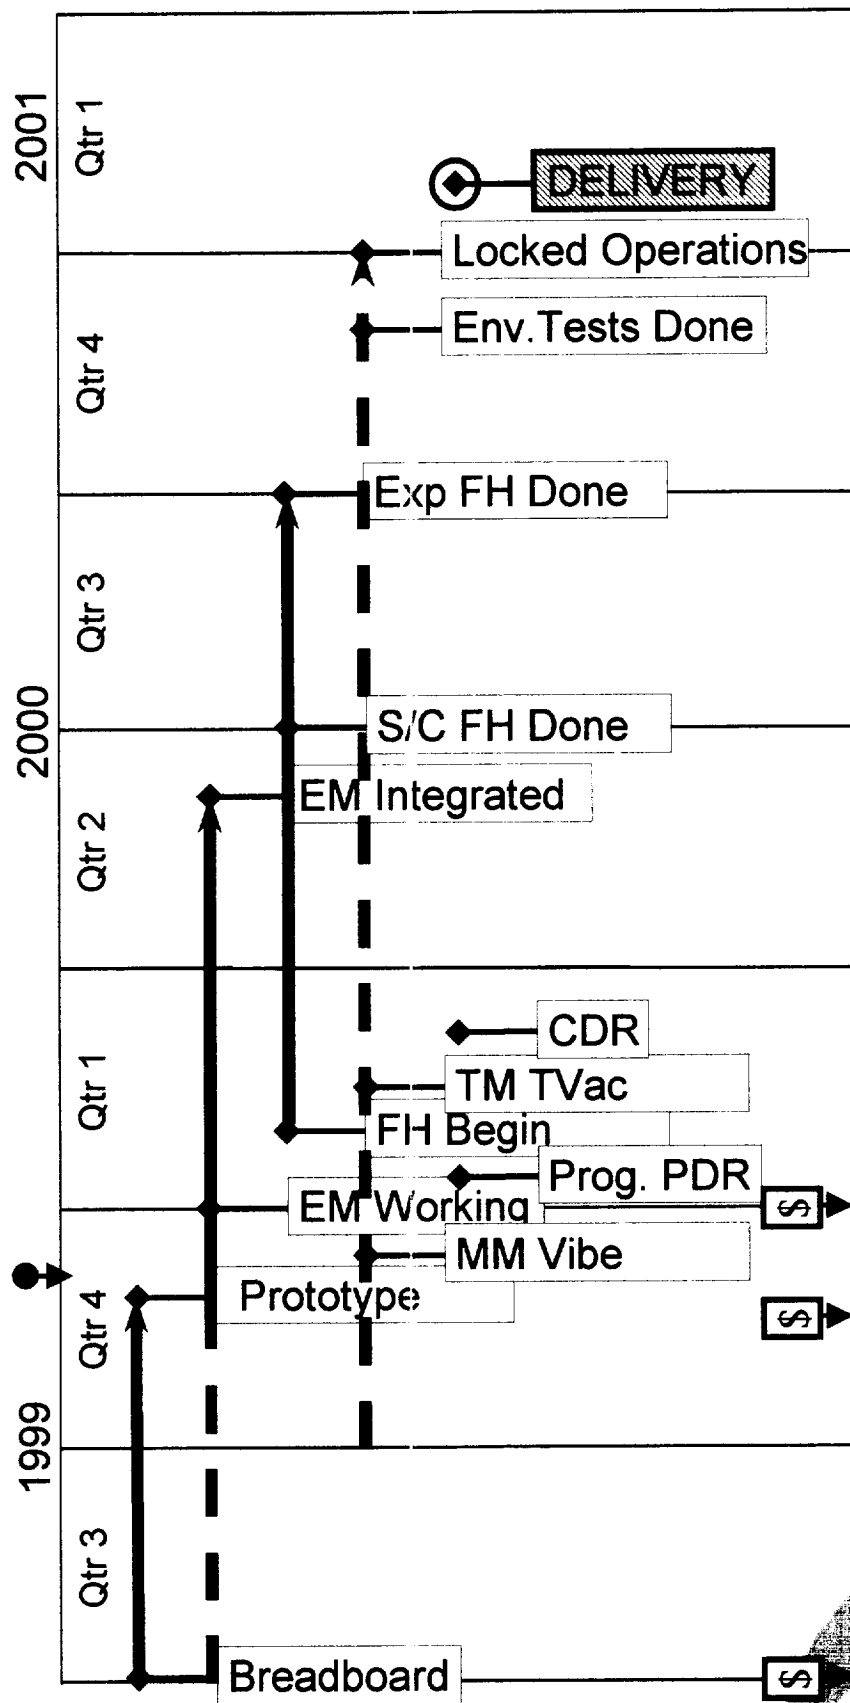 2001
Qtr 1
DELIVERY
Locked Operations
Env.Tests Done
Qtr 4
Exp FH Done
Qtr 3
2000
S/C FH Done
EM Integrated
Qtr 2
CDR
TM TVac
Qtr 1
FH Begin
Prog. PDR
EM Working
$
MM Vibe
Prototype
$
Qtr 4
1999
Qtr 3
Breadboard
$